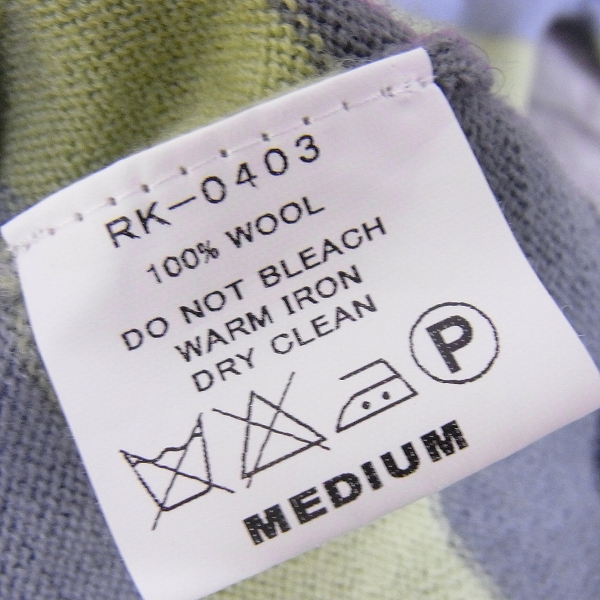 RK-0403
100% WOOL
DO NOT BLEACH
WARM IRON
DRY CLEAN
P
MEDIUM